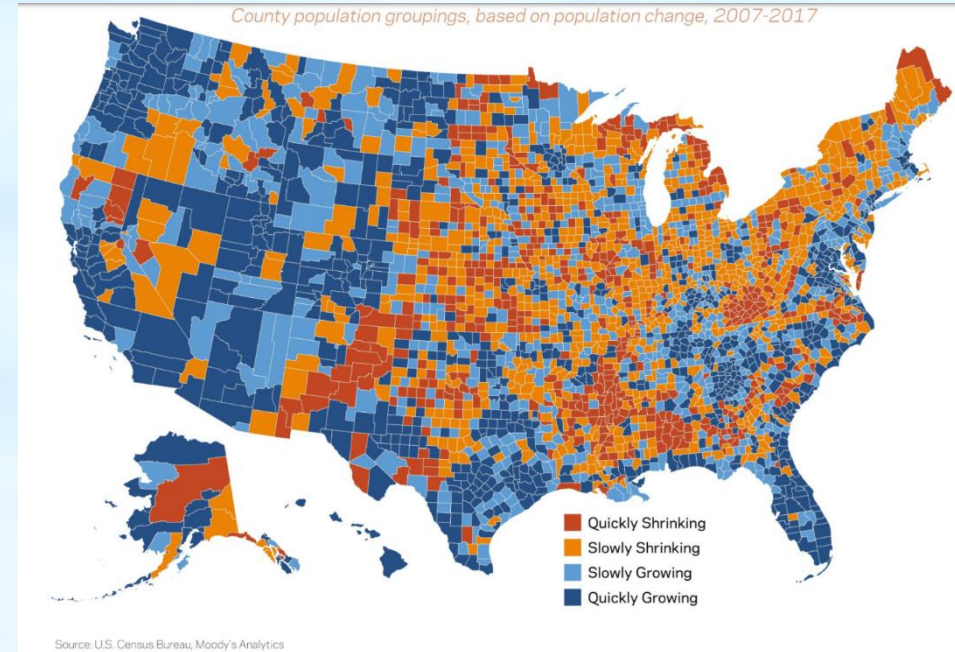 County population groupings, based on population change, 2007-2017
Quickly Shrinking
Slowly Shrinking
Slowly Growing
Quickly Growing
Source: U.S. Census Bureau, Moody's Analytics